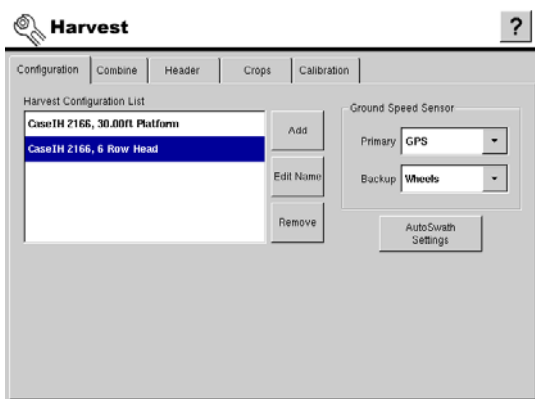 Harvest
?
Configuration
Combine
Header
Crops
Calibration
Harvest Configuration List
CaseIH 2166, 30.00ft Platform
CaseIH 2166, 6 Row Head
Add
Edit Name
Remove
Ground Speed Sensor
Primary GPS
Backup Wheels
AutoSwath
Settings